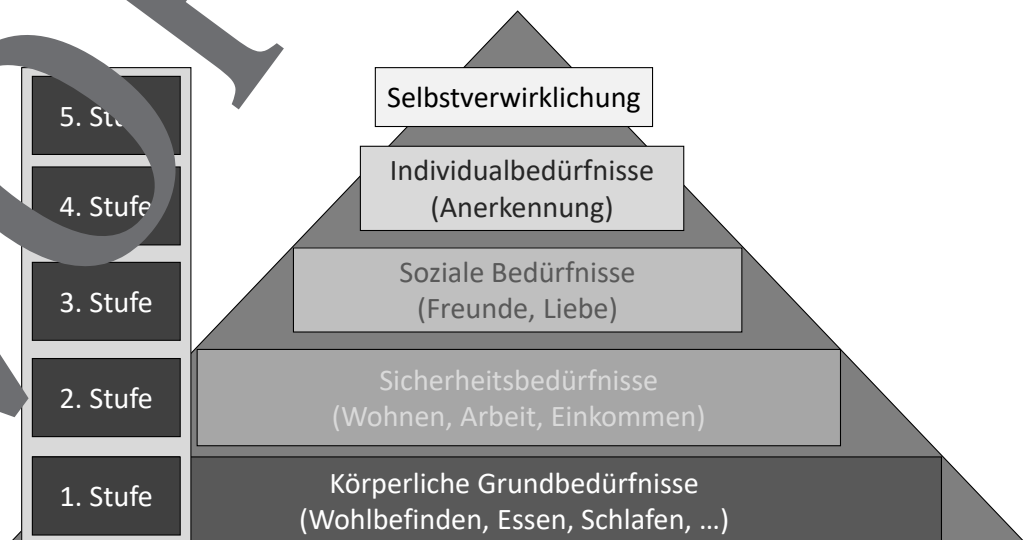 Selbstverwirklichung
5.
Individualbedürfnisse
(Anerkennung)
4. Stufe
Soziale Bedürfnisse
(Freunde, Liebe)
3. Stufe
Sicherheitsbedürfnisse
(Wohnen, Arbeit, Einkommen)
2. Stufe
Körperliche Grundbedürfnisse
(Wohlbefinden, Essen, Schlafen, ...)
1. Stufe